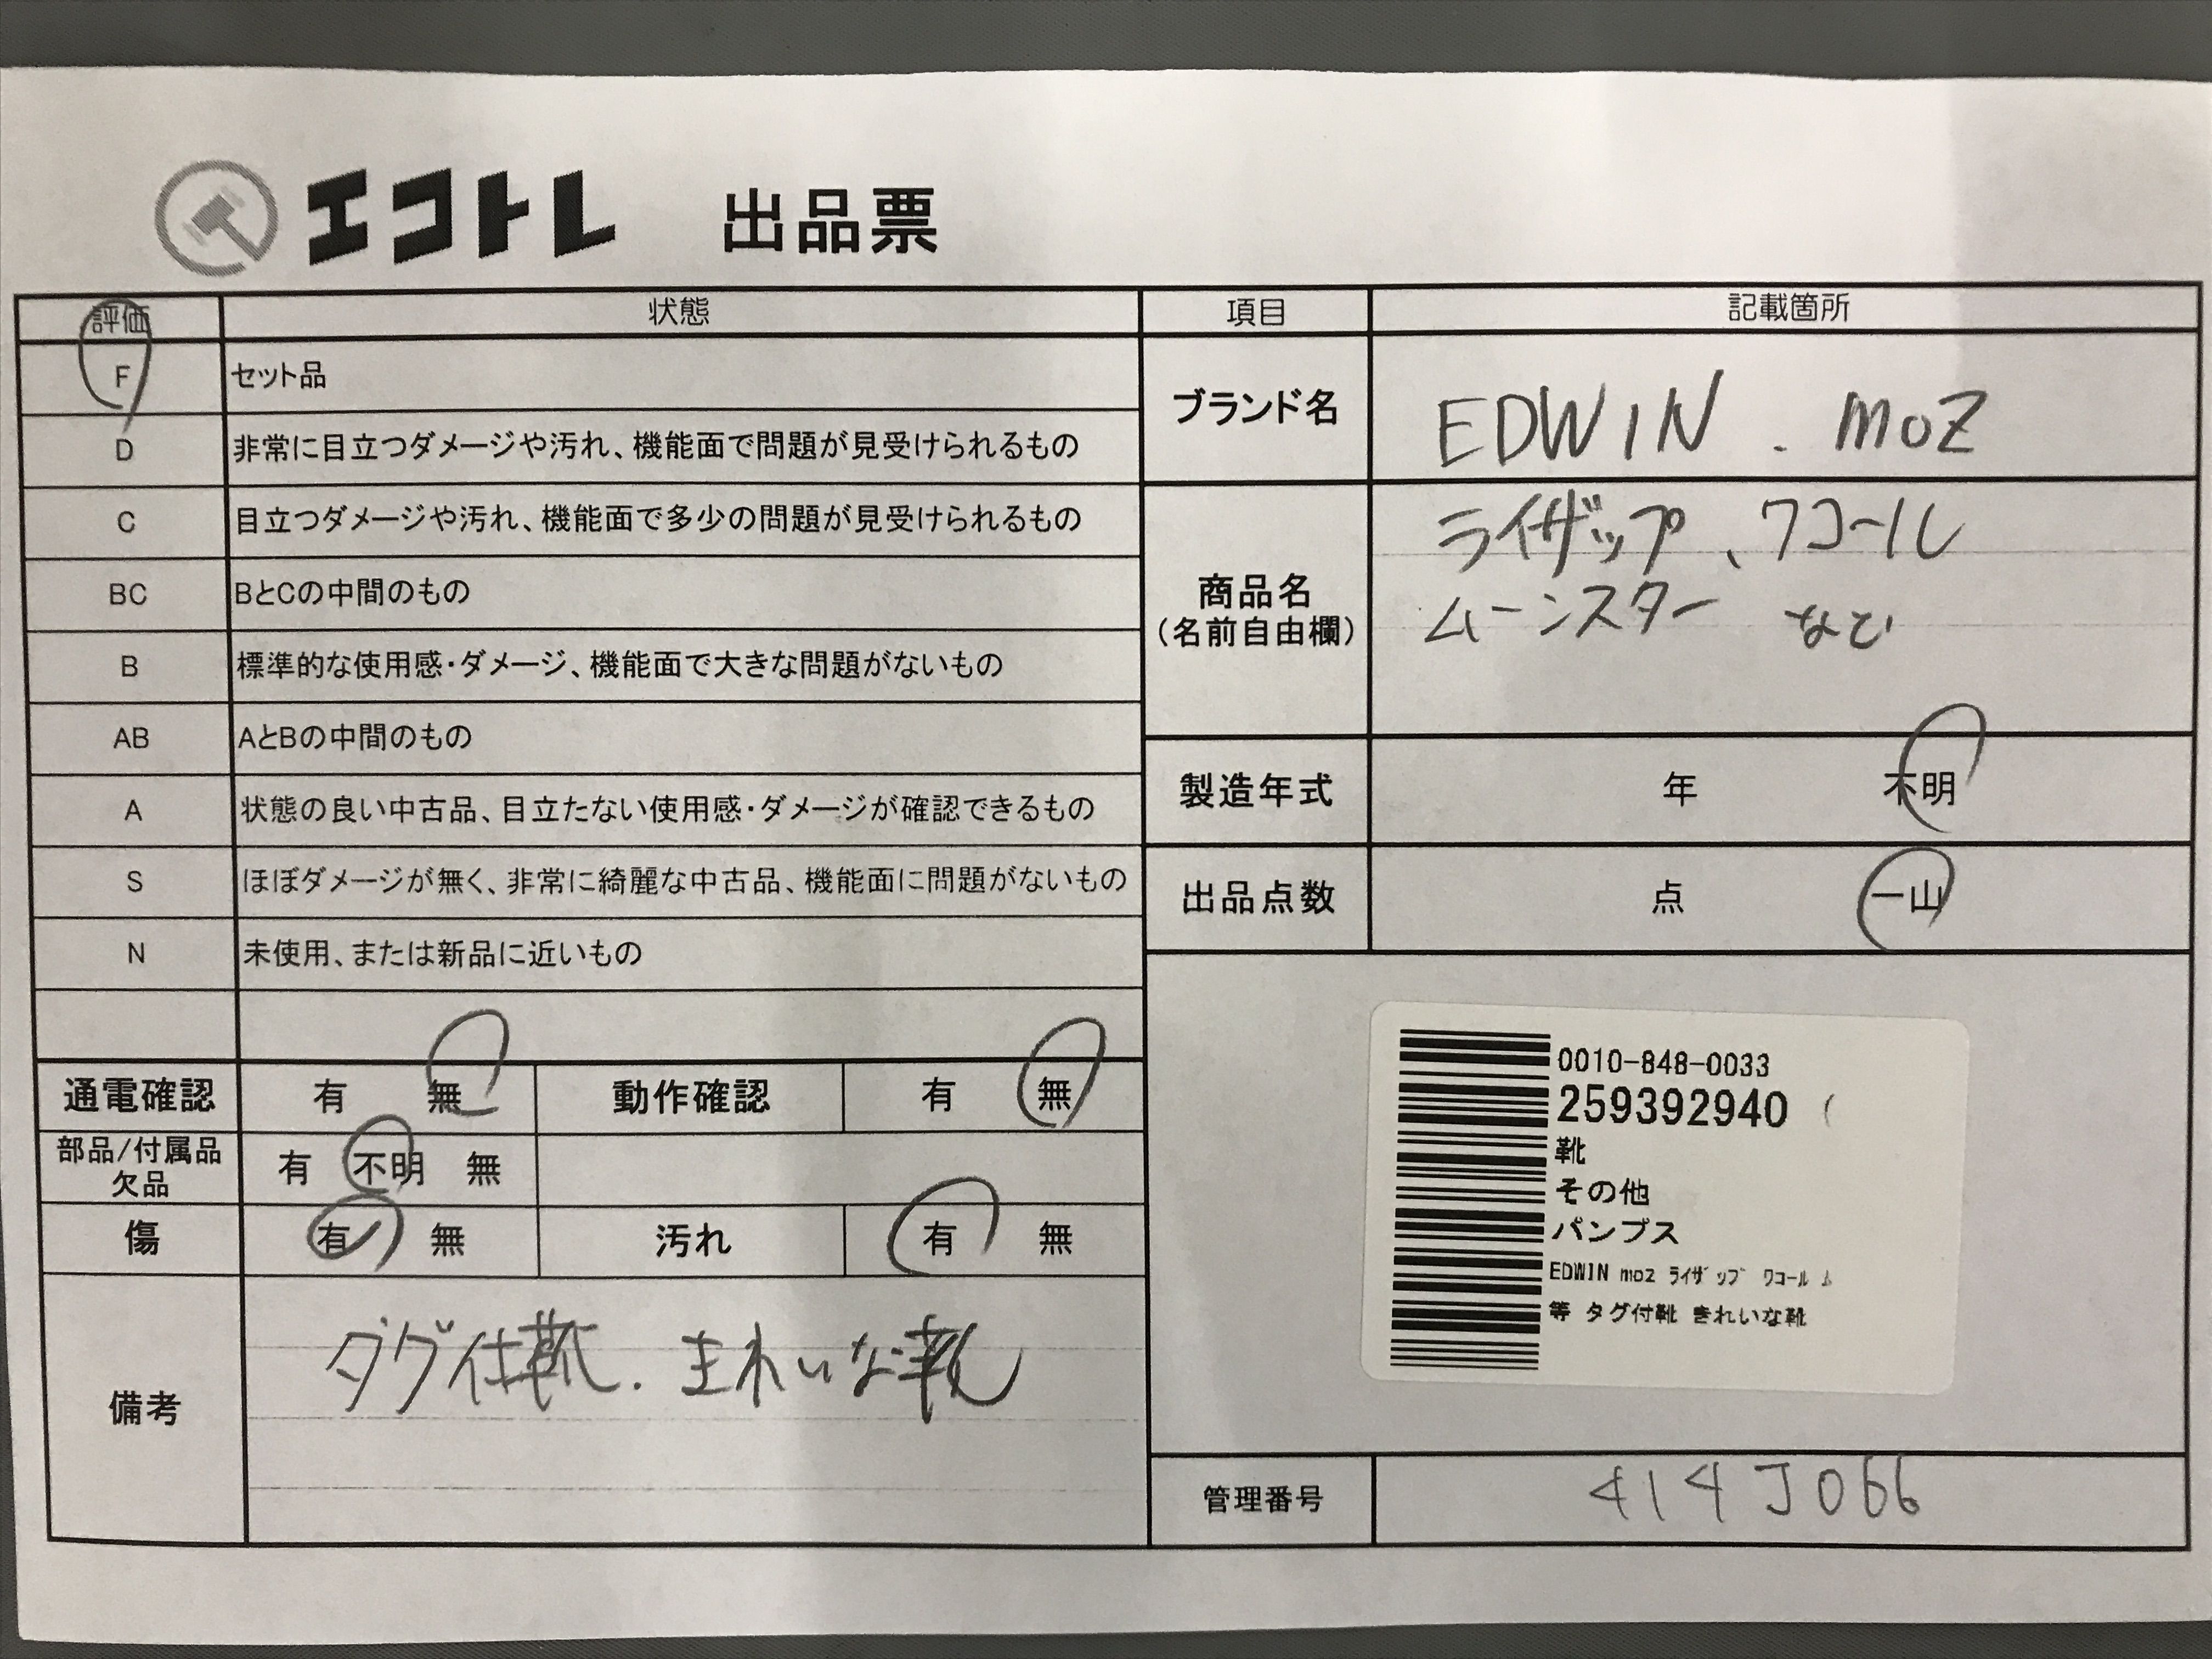 エコトレ 出品票
評価 状態
F セット品
D 非常に目立つダメージや汚れ、機能面で問題が見受けられるもの
C 目立つダメージや汚れ、機能面で多少の問題が見受けられるもの
BC BとCの中間のもの
B 標準的な使用感・ダメージ、機能面で大きな問題がないもの
AB AとBの中間のもの
A 状態の良い中古品、目立たない使用感・ダメージが確認できるもの
S ほぼダメージが無く、非常に綺麗な中古品、機能面に問題がないもの
N 未使用、または新品に近いもの
通電確認 有 無 動作確認 有 無
部品/付属品
欠品 有 不明 無
傷 有 無 汚れ 有 無
備考 タグ付靴.きれいな靴
項目 記載箇所
ブランド名 EDWIN . moz
商品名
(名前自由欄)
ライザップ、ワコール
ムーンスター など
製造年式 年 不明
出品点数 点 一山
0010-848-0033
259392940 (
靴
その他
パンプス
EDWIN moz ライザップ ワコール ム
等 タグ付靴 きれいな靴
管理番号 414J066